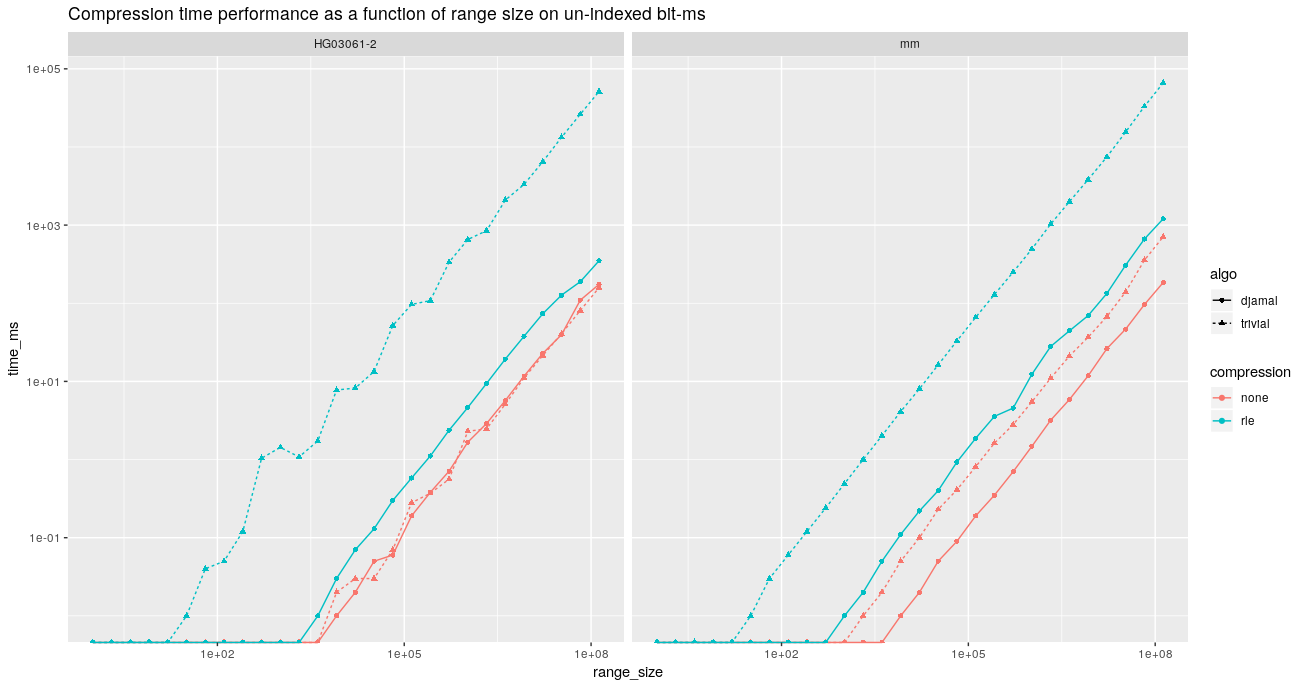 Compression time performance as a function of range size on un-indexed bit-ms
HG03061-2
mm
1e+05
1e+03
1e+01
1e-01
time_ms
1e+02
1e+05
1e+08
1e+02
1e+05
1e+08
range_size
algo
djamal
trivial
compression
none
rle